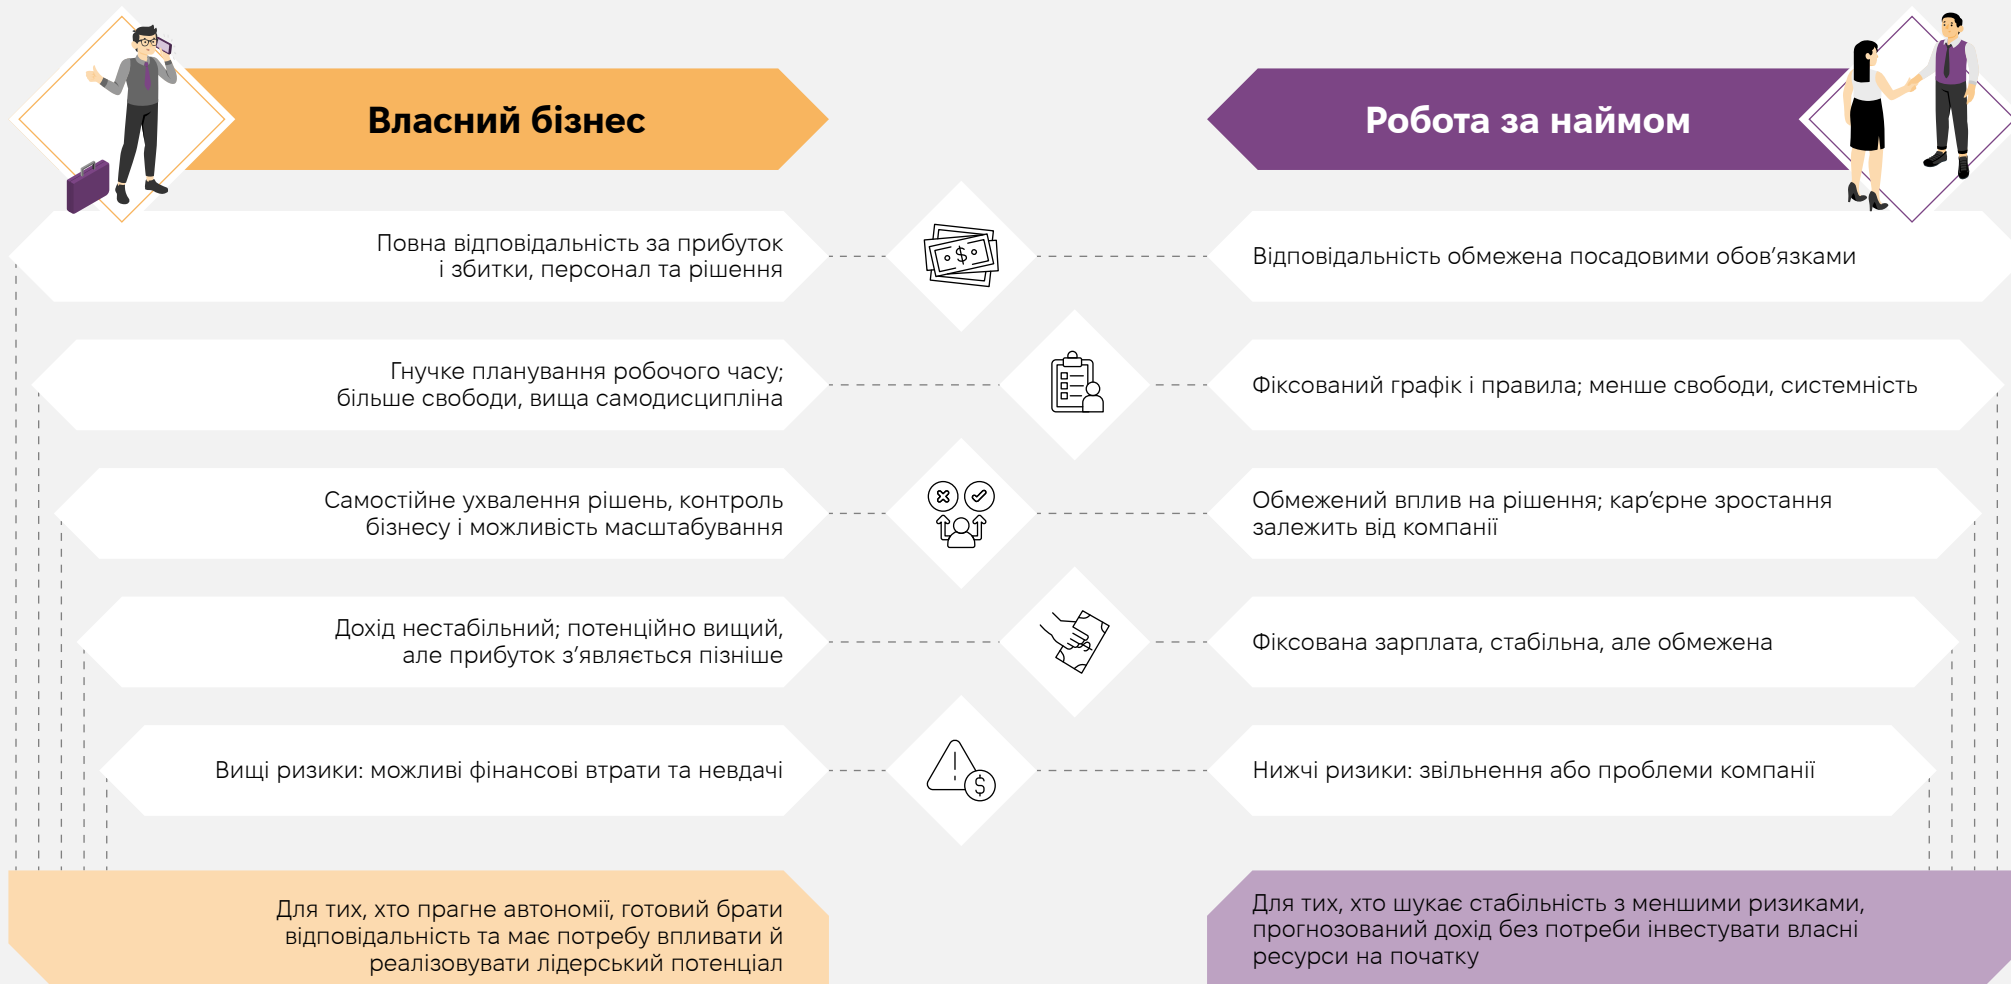 Власний бізнес
Робота за наймом
Повна відповідальність за прибуток
і збитки, персонал та рішення
Відповідальність обмежена посадовими обов’язками
Гнучке планування робочого часу;
більше свободи, вища самодисципліна
Фіксований графік і правила; менше свободи, системність
Самостійне ухвалення рішень, контроль
бізнесу і можливість масштабування
Обмежений вплив на рішення; кар’єрне зростання
залежить від компанії
Дохід нестабільний; потенційно вищий,
але прибуток з’являється пізніше
Фіксована зарплата, стабільна, але обмежена
Вищі ризики: можливі фінансові втрати та невдачі
Нижчі ризики: звільнення або проблеми компанії
Для тих, хто прагне автономії, готовий брати
відповідальність та має потребу впливати й
реалізовувати лідерський потенціал
Для тих, хто шукає стабільність з меншими ризиками,
прогнозований дохід без потреби інвестувати власні
ресурси на початку